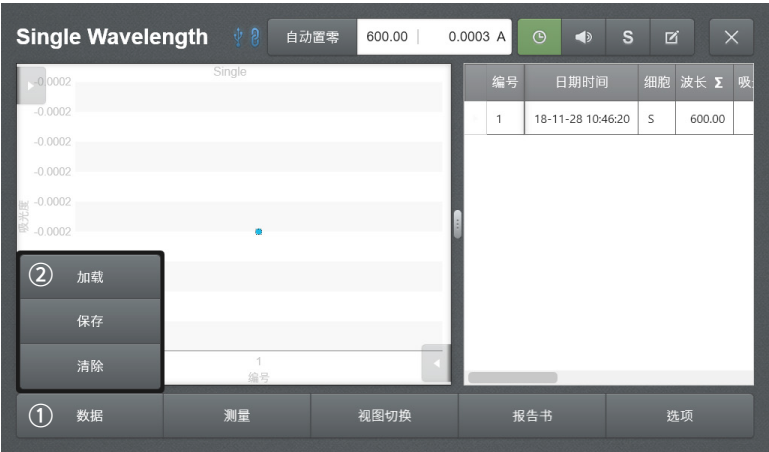 Single Wavelength 自动置零 600.00 0.0003 A S
Single
-0.0002
-0.0002
-0.0002
-0.0002
-0.0002
-0.0002
吸光度
1
编号
编号 日期时间 细胞 波长 Σ 吸
1 18-11-28 10:46:20 S 600.00
② 加载
保存
清除
① 数据 测量 视图切换 报告书 选项